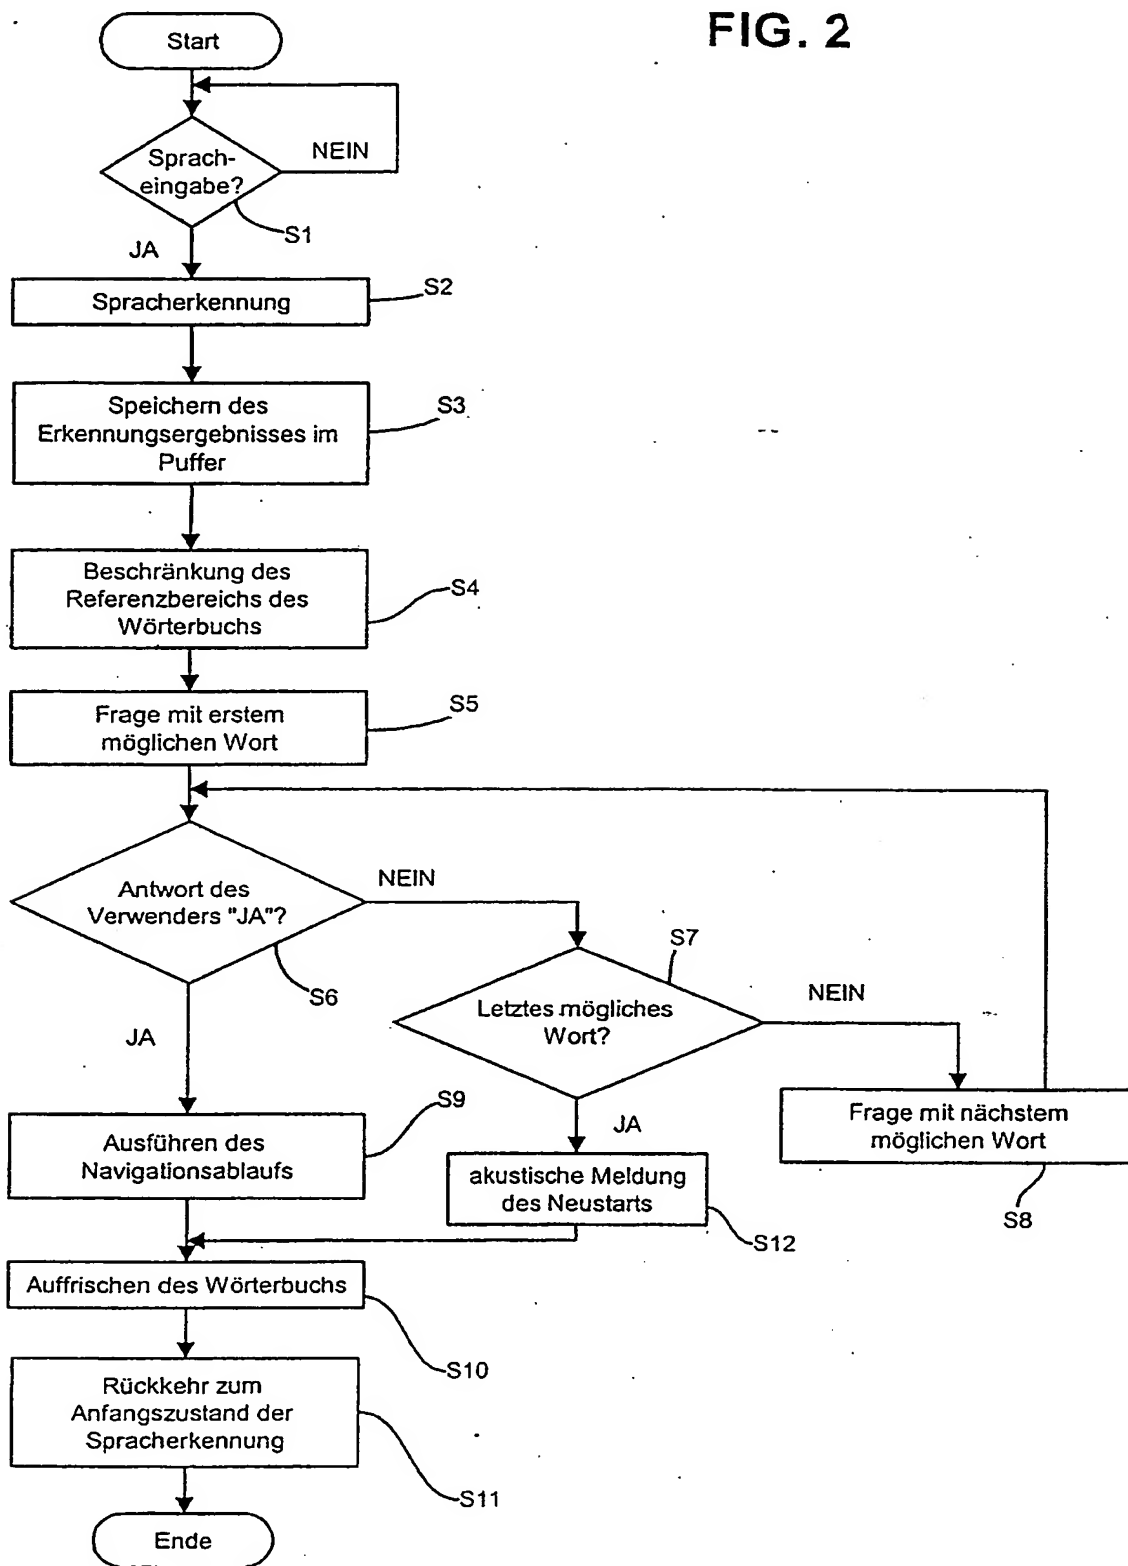 FIG. 2
Start
NEIN
Sprach-
eingabe?
S1
JA
Spracherkennung
S2
Speichern des
Erkennungsergebnisses im
Puffer
S3
Beschränkung des
Referenzbereichs des
Wörterbuchs
S4
Frage mit erstem
möglichen Wort
S5
Antwort des
Verwenders "JA"?
NEIN
S6
JA
S7
Letztes mögliches
Wort?
NEIN
JA
Frage mit nächstem
möglichen Wort
S8
Ausführen des
Navigationsablaufs
S9
akustische Meldung
des Neustarts
S12
Auffrischen des Wörterbuchs
S10
Rückkehr zum
Anfangszustand der
Spracherkennung
S11
Ende